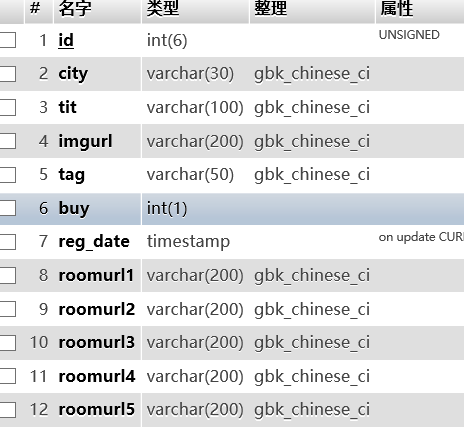 # 名字 类型 整理 属性
1 id int(6) UNSIGNED
2 city varchar(30) gbk_chinese_ci
3 tit varchar(100) gbk_chinese_ci
4 imgurl varchar(200) gbk_chinese_ci
5 tag varchar(50) gbk_chinese_ci
6 buy int(1)
7 reg_date timestamp on update CUR
8 roomurl1 varchar(200) gbk_chinese_ci
9 roomurl2 varchar(200) gbk_chinese_ci
10 roomurl3 varchar(200) gbk_chinese_ci
11 roomurl4 varchar(200) gbk_chinese_ci
12 roomurl5 varchar(200) gbk_chinese_ci